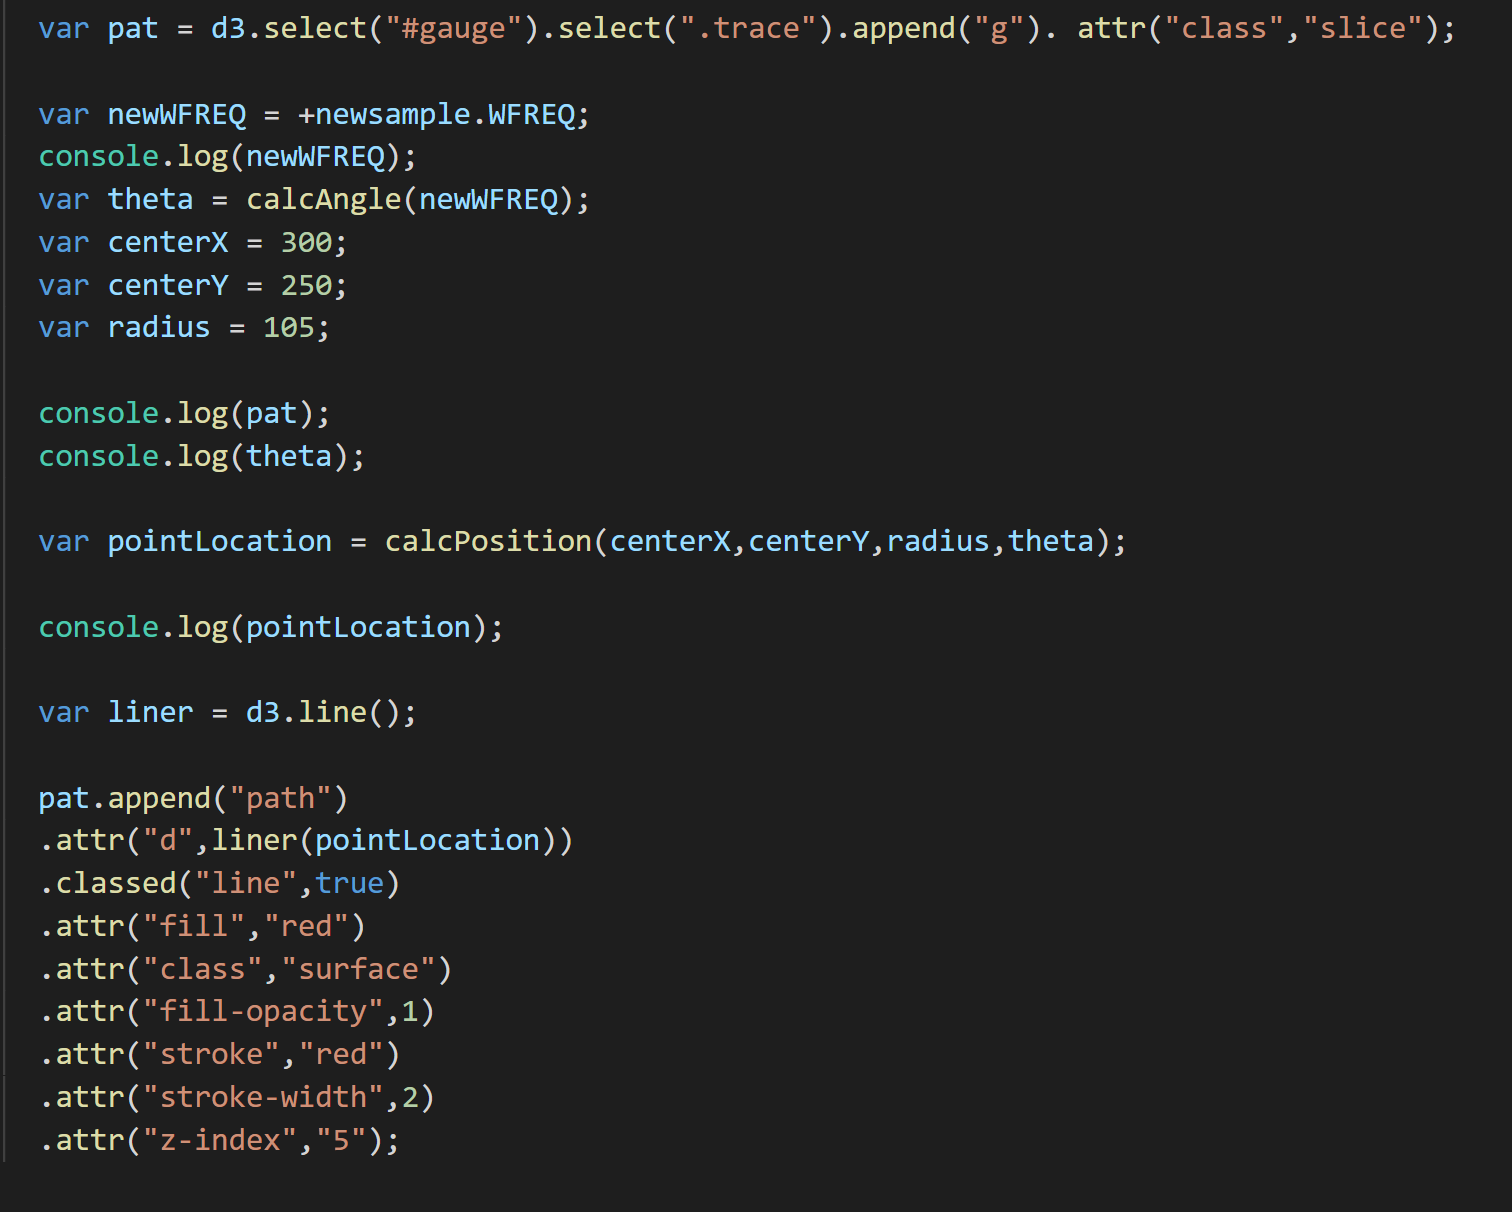 var pat = d3.select("#gauge").select(".trace").append("g"). attr("class","slice");
var newWFREQ = +newsample.WFREQ;
console.log(newWFREQ);
var theta = calcAngle(newWFREQ);
var centerX = 300;
var centerY = 250;
var radius = 105;
console.log(pat);
console.log(theta);
var pointLocation = calcPosition(centerX,centerY,radius,theta);
console.log(pointLocation);
var liner = d3.line();
pat.append("path")
.attr("d",liner(pointLocation))
.classed("line",true)
.attr("fill","red")
.attr("class","surface")
.attr("fill-opacity",1)
.attr("stroke","red")
.attr("stroke-width",2)
.attr("z-index","5");